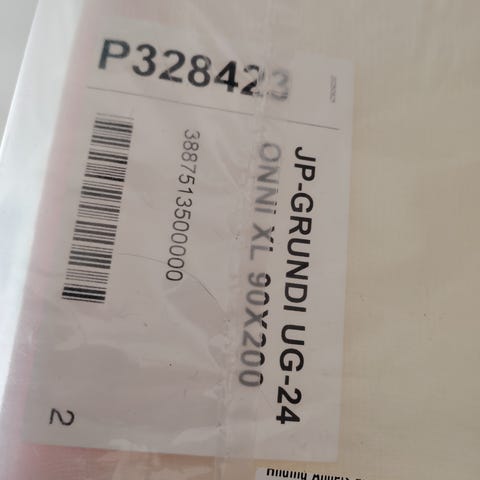 P328423
JP-GRUNDI UG-24
ONNI XL 90X200
3887513500000
2